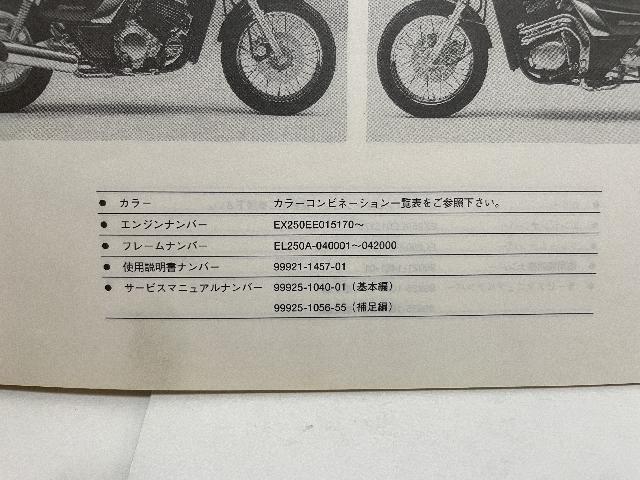 ● カラー カラーコンビネーション一覧表をご参照下さい。
● エンジンナンバー EX250EE015170〜
● フレームナンバー EL250A-040001〜042000
● 使用説明書ナンバー 99921-1457-01
● サービスマニュアルナンバー 99925-1040-01（基本編）
99925-1056-55（補足編）